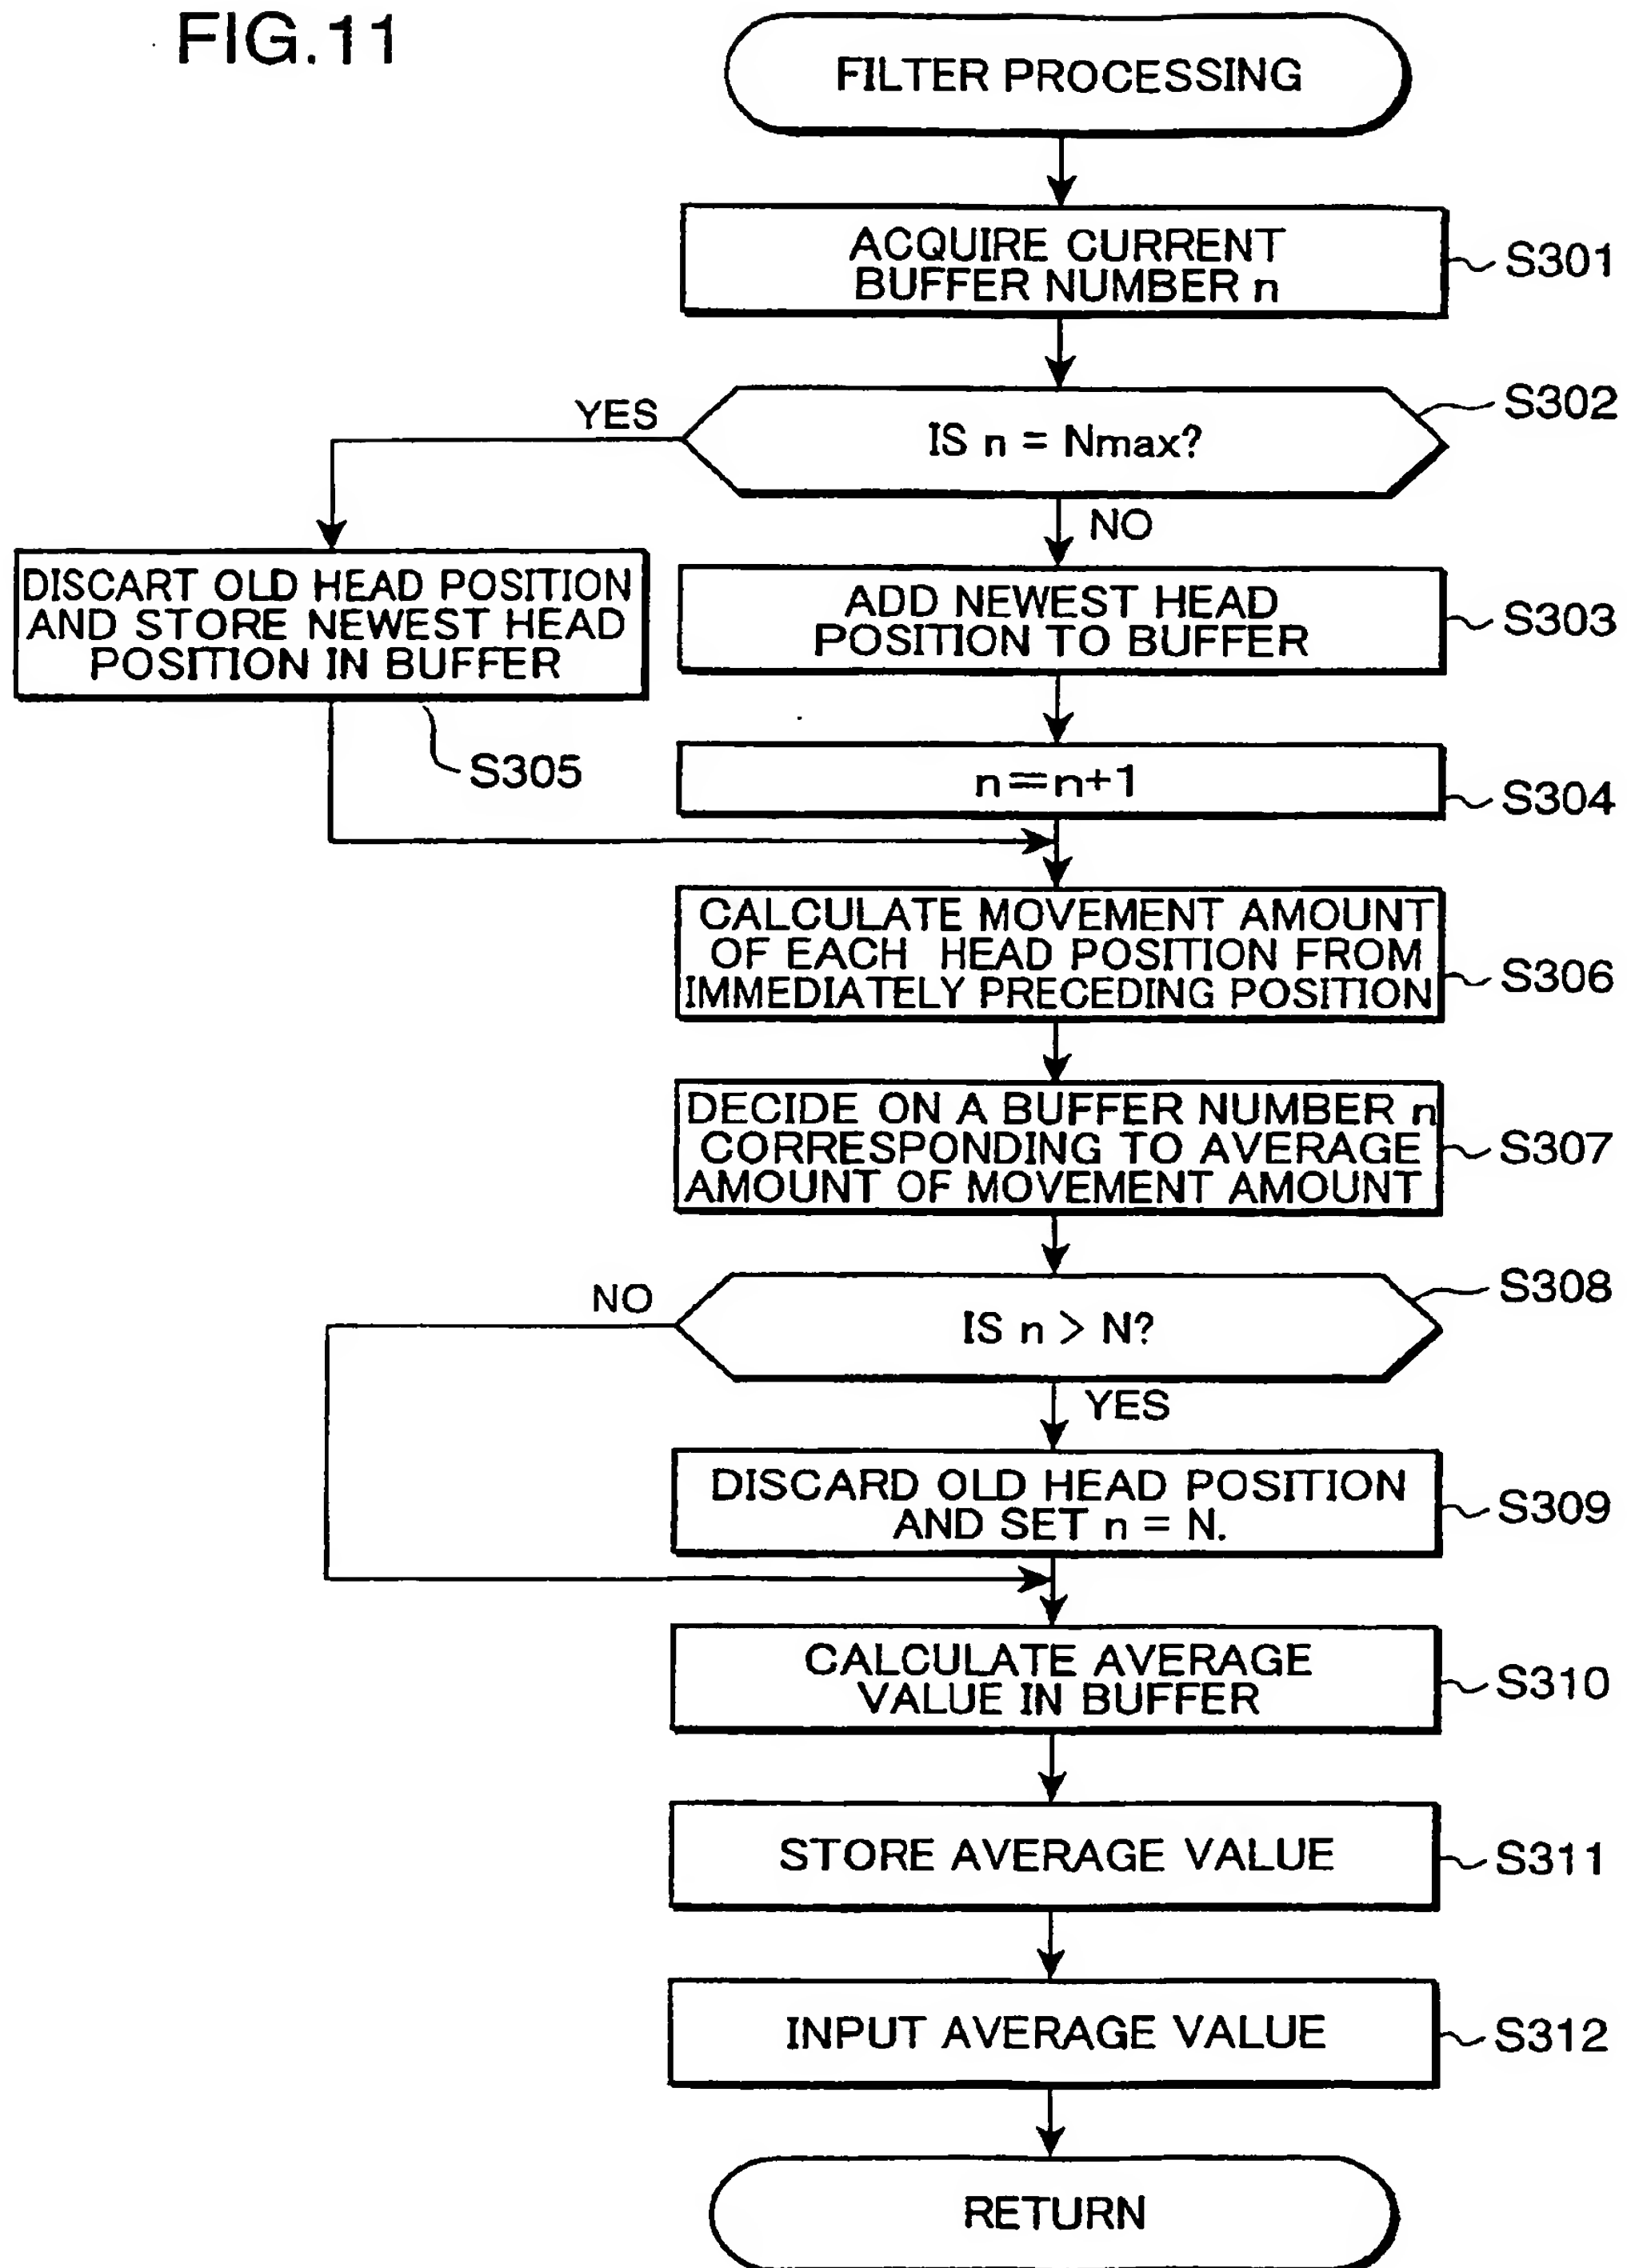 FIG.11
FILTER PROCESSING
ACQUIRE CURRENT
BUFFER NUMBER n
S301
IS n = Nmax?
S302
YES
NO
DISCART OLD HEAD POSITION
AND STORE NEWEST HEAD
POSITION IN BUFFER
S305
ADD NEWEST HEAD
POSITION TO BUFFER
S303
n=n+1
S304
CALCULATE MOVEMENT AMOUNT
OF EACH HEAD POSITION FROM
IMMEDIATELY PRECEDING POSITION
S306
DECIDE ON A BUFFER NUMBER n
CORRESPONDING TO AVERAGE
AMOUNT OF MOVEMENT AMOUNT
S307
IS n > N?
S308
NO
YES
DISCARD OLD HEAD POSITION
AND SET n = N.
S309
CALCULATE AVERAGE
VALUE IN BUFFER
S310
STORE AVERAGE VALUE
S311
INPUT AVERAGE VALUE
S312
RETURN